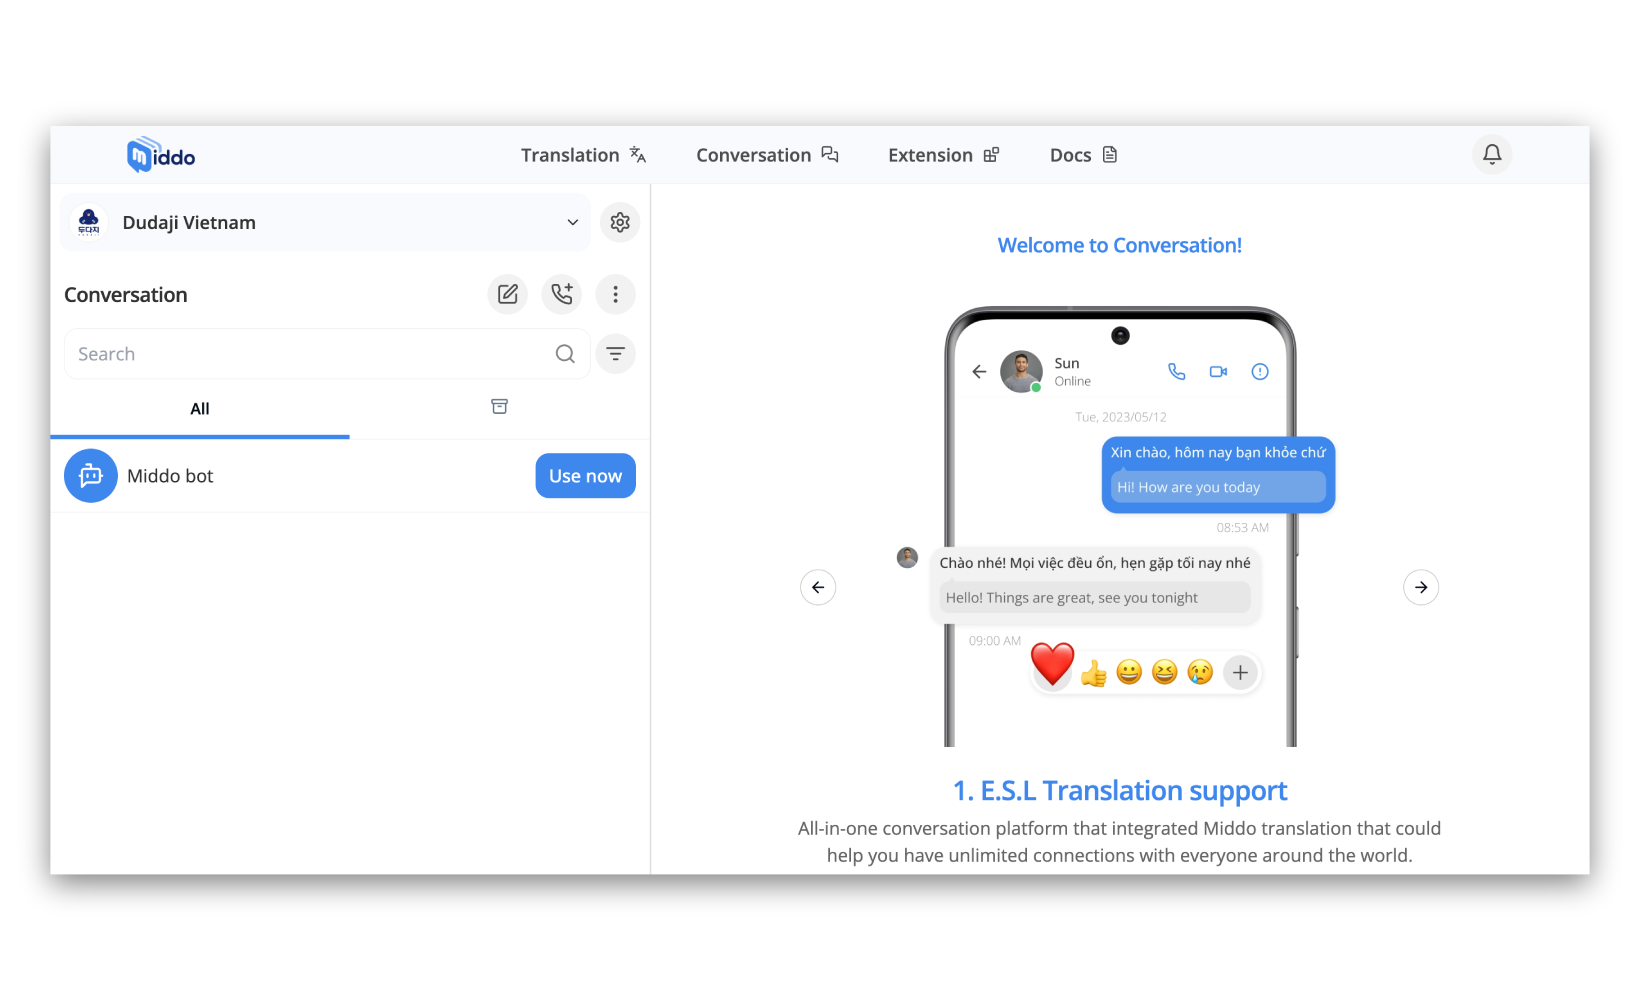 middo
Translation
Conversation
Extension
Docs
두다지
Dudaji Vietnam
Conversation
Search
All
Middo bot
Use now
Welcome to Conversation!
Sun
Online
Tue, 2023/05/12
Xin chào, hôm nay bạn khỏe chứ
Hi! How are you today
08:53 AM
Chào nhé! Mọi việc đều ổn, hẹn gặp tối nay nhé
Hello! Things are great, see you tonight
09:00 AM
1. E.S.L Translation support
All-in-one conversation platform that integrated Middo translation that could
help you have unlimited connections with everyone around the world.